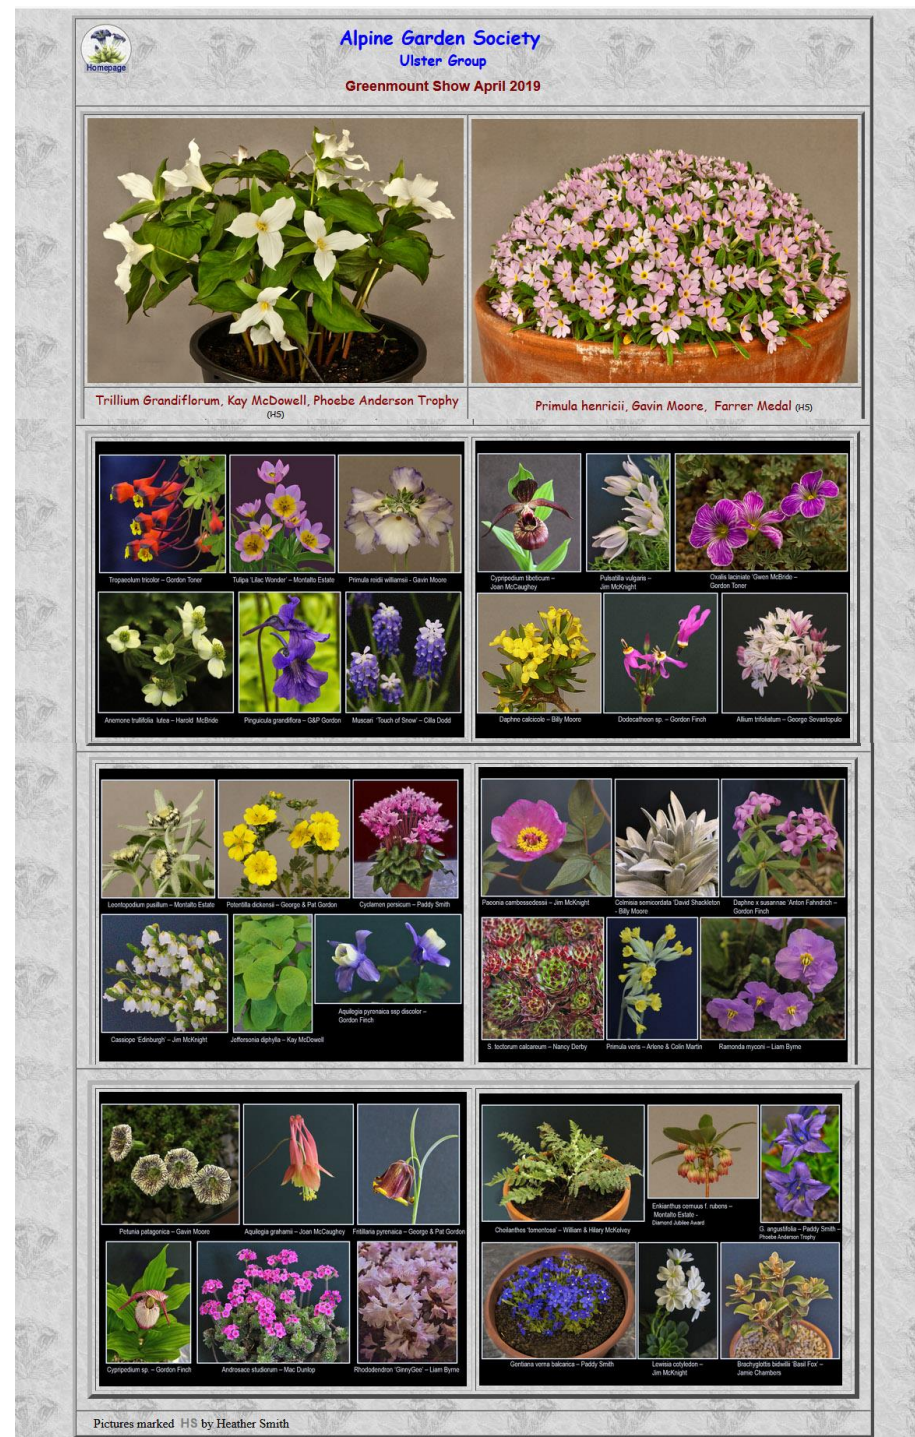 Homepage
Alpine Garden Society
Ulster Group
Greenmount Show April 2019
Trillium Grandiflorum, Kay McDowell, Phoebe Anderson Trophy
(HS)
Primula henricii, Gavin Moore, Farrer Medal (HS)
Tropaeolum tricolor – Gordon Toner
Tulipa 'Lilac Wonder' – Montalto Estate
Primula reidii williamsii - Gavin Moore
Anemone trullifolia lutea – Harold McBride
Pinguicula grandiflora – G&P Gordon
Muscari 'Touch of Snow' – Cilla Dodd
Cypripedium tibeticum –
Joan McCaughey
Pulsatilla vulgaris –
Jim McKnight
Oxalis laciniate 'Gwen McBride –
Gordon Toner
Daphne calcicole – Billy Moore
Dodecatheon sp. – Gordon Finch
Allium trifoliatum – George Sevastopulo
Leontopodium pusillum – Montalto Estate
Potentilla dickensii – George & Pat Gordon
Cyclamen persicum – Paddy Smith
Cassiope 'Edinburgh' – Jim McKnight
Jeffersonia diphylla – Kay McDowell
Aquilegia pyronaica ssp discolor –
Gordon Finch
Paeonia cambessedessii – Jim McKnight
Celmisia semicordata 'David Shackleton
- Billy Moore
Daphne x susannae 'Anton Fahndrich –
Gordon Finch
S. tectorum calcareum – Nancy Derby
Primula veris – Arlene & Colin Martin
Ramonda myconi – Liam Byrne
Petunia patagonica – Gavin Moore
Aquilegia grahamii – Joan McCaughey
Fritillaria pyrenaica – George & Pat Gordon
Cypripedium sp. – Gordon Finch
Androsace studiorum – Mac Dunlop
Rhododendron 'GinnyGee' – Liam Byrne
Cheilanthes 'tomentosa' – William & Hilary McKelvey
Enkianthus cernuus f. rubens –
Montalto Estate -
Diamond Jubilee Award
G. angustifolia – Paddy Smith –
Phoebe Anderson Trophy
Gentiana verna balcarica – Paddy Smith
Lewisia cotyledon –
Jim McKnight
Brachyglottis bidwillii 'Basil Fox' –
Jamie Chambers
Pictures marked HS by Heather Smith